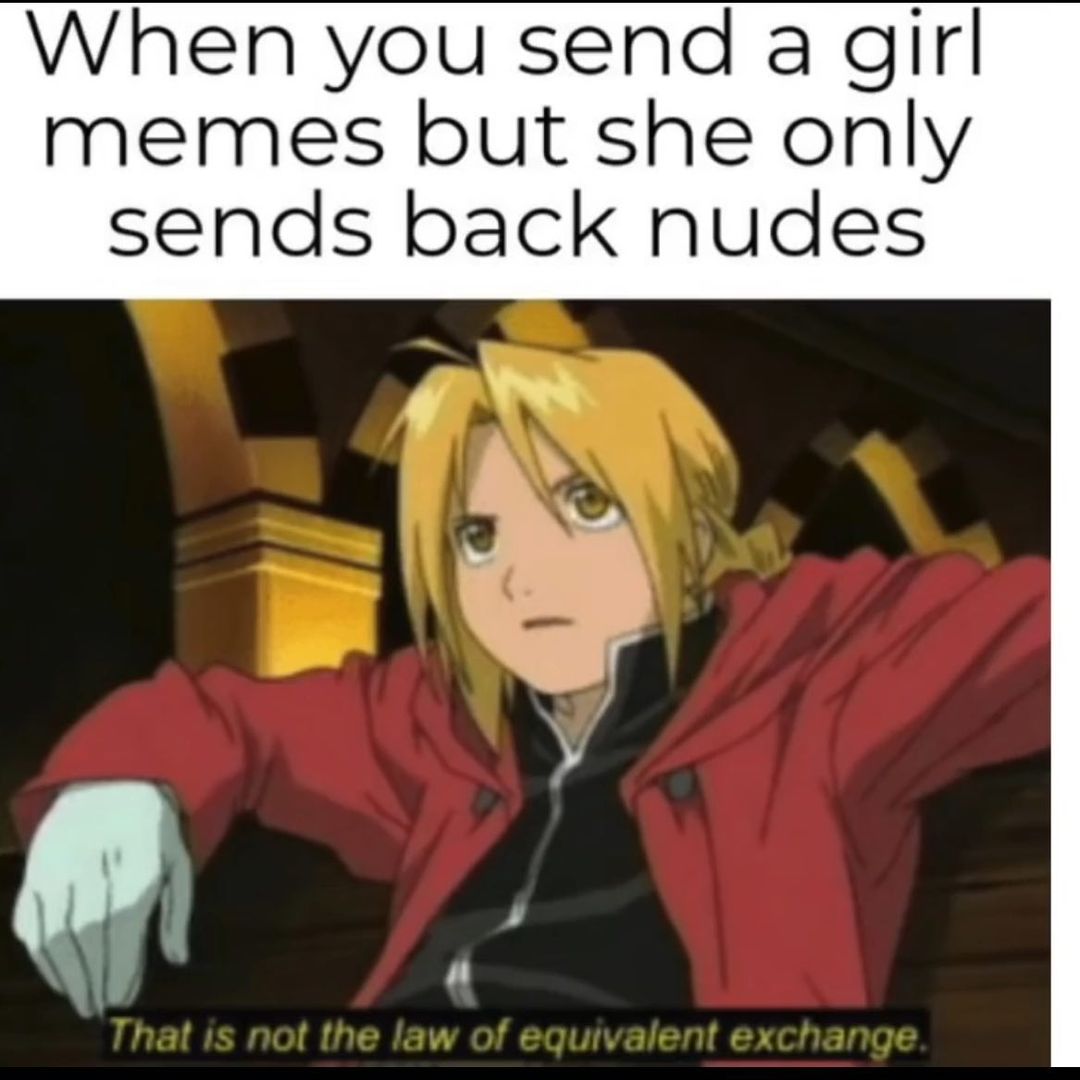 When you send a girl
memes but she only
sends back nudes
That is not the law of equivalent exchange.